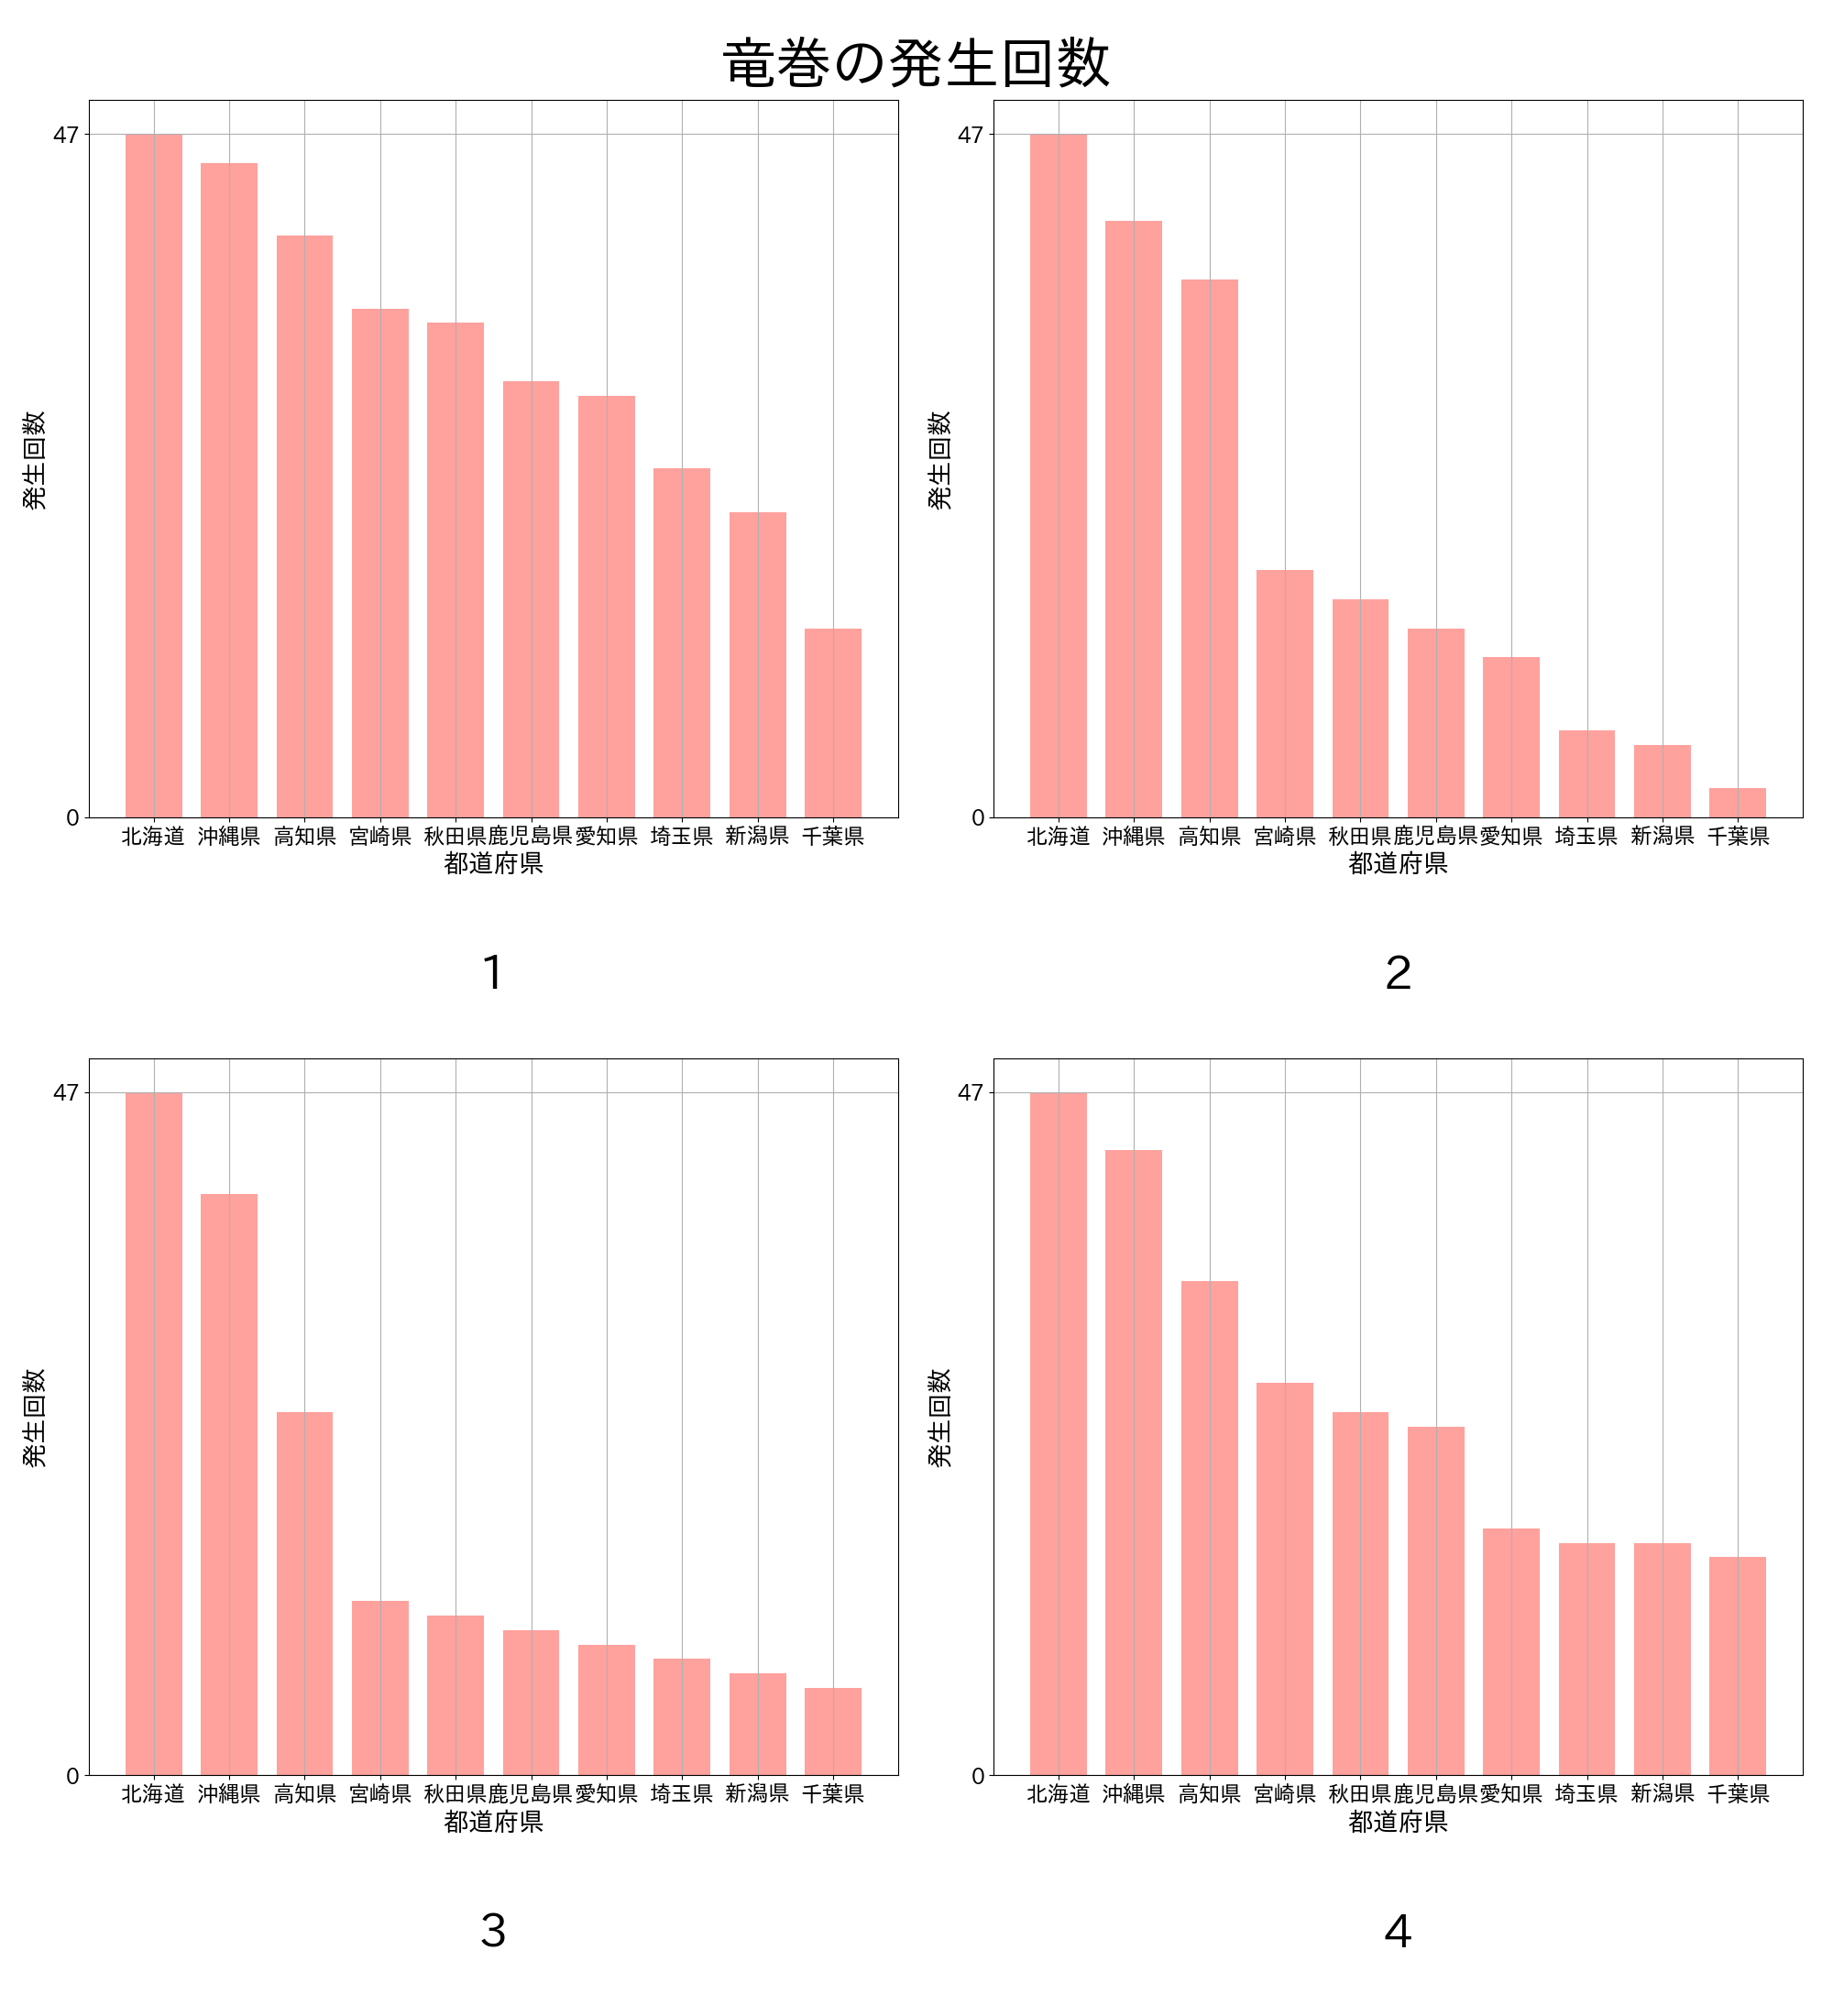 竜巻の発生回数
47
0
発生回数
北海道 沖縄県 高知県 宮崎県 秋田県 鹿児島県 愛知県 埼玉県 新潟県 千葉県
都道府県
1
47
0
発生回数
北海道 沖縄県 高知県 宮崎県 秋田県 鹿児島県 愛知県 埼玉県 新潟県 千葉県
都道府県
2
47
0
発生回数
北海道 沖縄県 高知県 宮崎県 秋田県 鹿児島県 愛知県 埼玉県 新潟県 千葉県
都道府県
3
47
0
発生回数
北海道 沖縄県 高知県 宮崎県 秋田県 鹿児島県 愛知県 埼玉県 新潟県 千葉県
都道府県
4